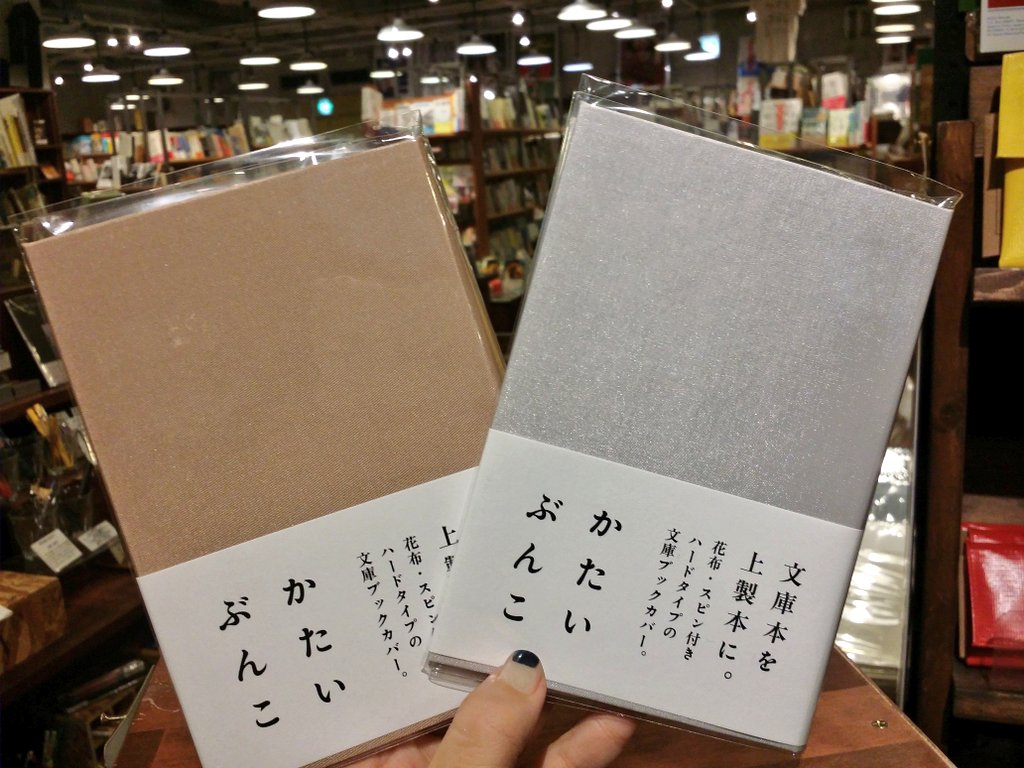 文庫本を
上製本に。
花布・スピン付き
ハードタイプの
文庫ブックカバー。
かたい
ぶんこ
上製
花布・スピン
ハードタイプの
文庫ブックカバー。
かたい
ぶんこ